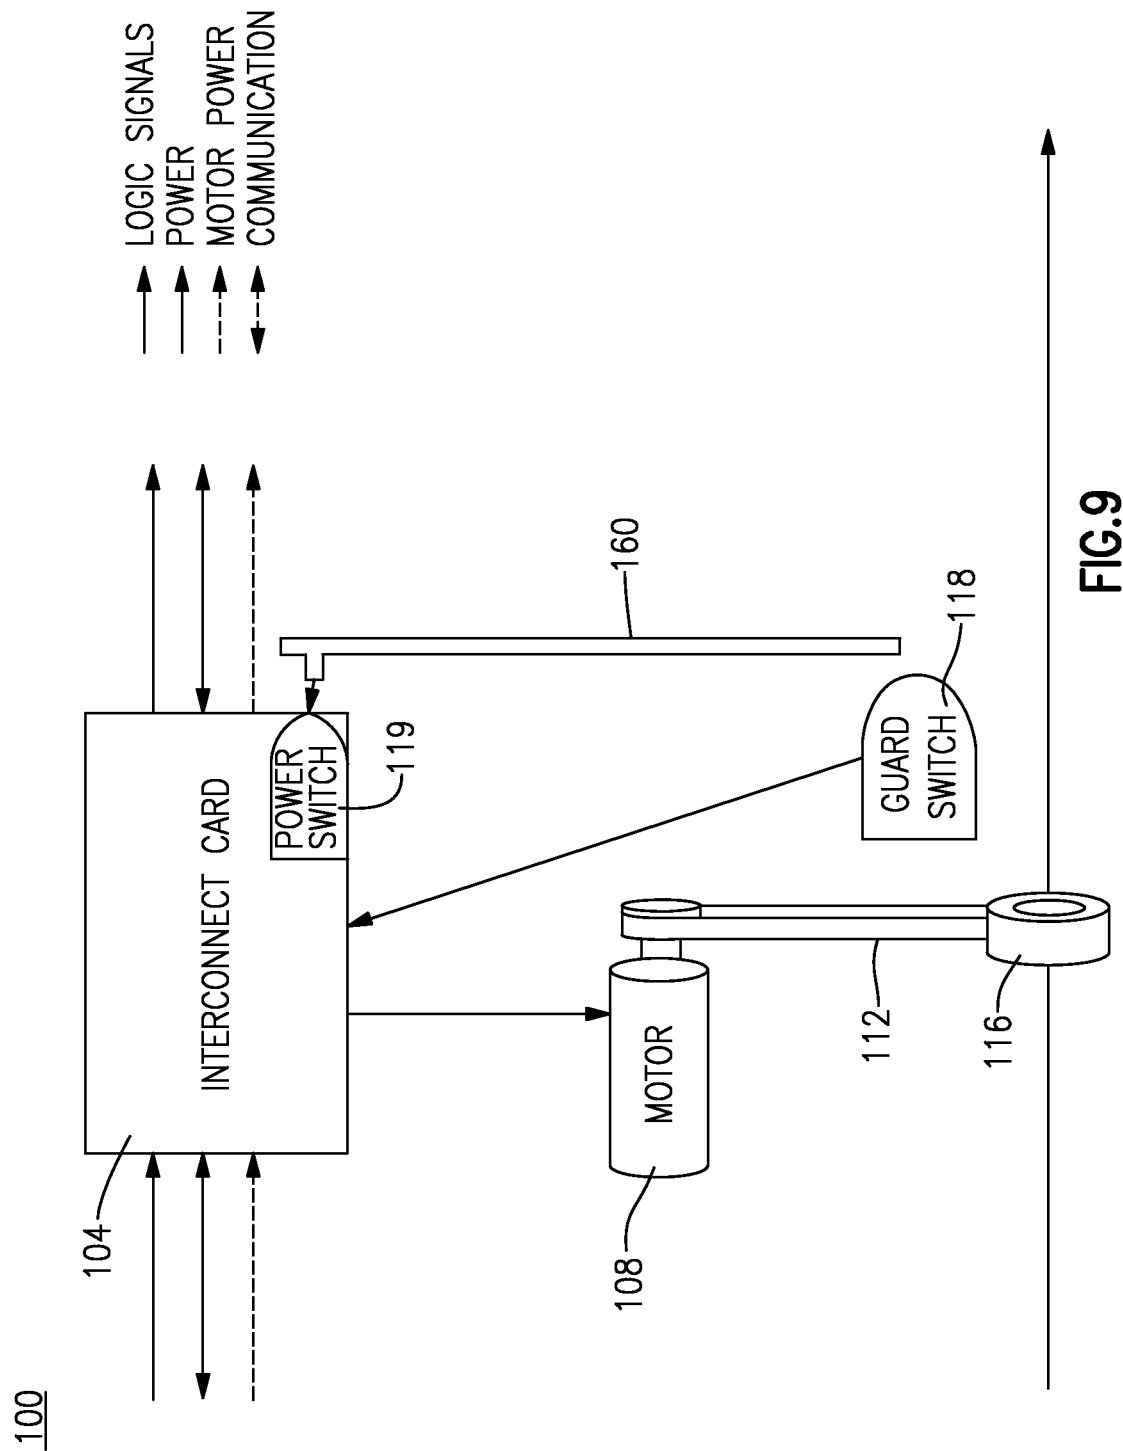 100
LOGIC SIGNALS
POWER
MOTOR POWER
COMMUNICATION
104
INTERCONNECT CARD
POWER
SWITCH
119
160
108
MOTOR
112
GUARD
SWITCH
118
116
FIG.9